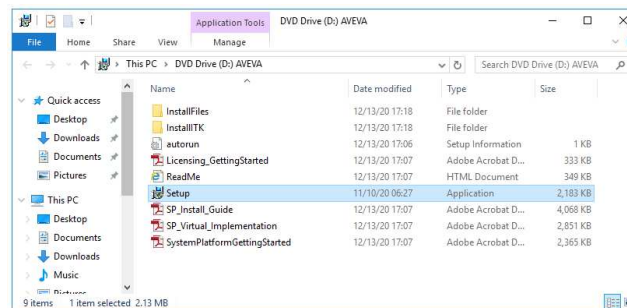 Application Tools DVD Drive (D:) AVEVA
File Home Share View Manage
This PC > DVD Drive (D:) AVEVA Search DVD Drive (D:) AVEVA
Name Date modified Type Size
Quick access
Desktop
Downloads
Documents
Pictures
This PC
Desktop
Documents
Downloads
Music
Pictures
InstallFiles 12/13/20 17:18 File folder
InstallITK 12/13/20 17:18 File folder
autorun 12/13/20 17:06 Setup Information 1 KB
Licensing_GettingStarted 12/13/20 17:07 Adobe Acrobat D... 333 KB
ReadMe 12/13/20 17:07 HTML Document 349 KB
Setup 11/10/20 06:27 Application 2,183 KB
SP_Install_Guide 12/13/20 17:07 Adobe Acrobat D... 4,068 KB
SP_Virtual_Implementation 12/13/20 17:07 Adobe Acrobat D... 2,851 KB
SystemPlatformGettingStarted 12/13/20 17:07 Adobe Acrobat D... 2,365 KB
9 items 1 item selected 2.13 MB